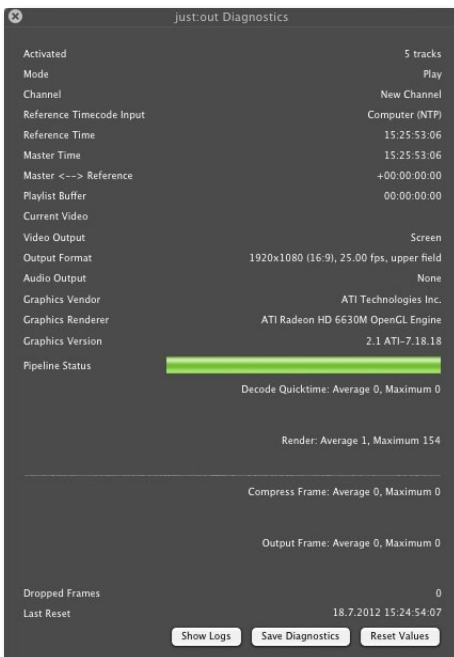 just:out Diagnostics
Activated 5 tracks
Mode Play
Channel New Channel
Reference Timecode Input Computer (NTP)
Reference Time 15:25:53:06
Master Time 15:25:53:06
Master <--> Reference +00:00:00:00
Playlist Buffer 00:00:00:00
Current Video
Video Output Screen
Output Format 1920x1080 (16:9), 25.00 fps, upper field
Audio Output None
Graphics Vendor ATI Technologies Inc.
Graphics Renderer ATI Radeon HD 6630M OpenGL Engine
Graphics Version 2.1 ATI-7.18.18
Pipeline Status
Decode Quicktime: Average 0, Maximum 0
Render: Average 1, Maximum 154
Compress Frame: Average 0, Maximum 0
Output Frame: Average 0, Maximum 0
Dropped Frames 0
Last Reset 18.7.2012 15:24:54:07
Show Logs Save Diagnostics Reset Values